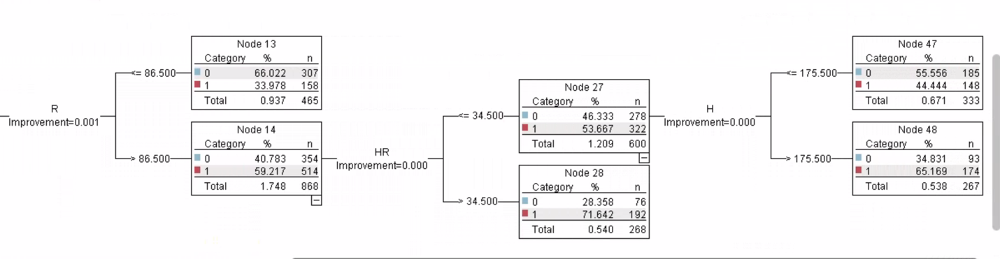 R
Improvement=0.001
<= 86.500
> 86.500
Node 13
Category % n
0 66.022 307
1 33.978 158
Total 0.937 465
Node 14
Category % n
0 40.783 354
1 59.217 514
Total 1.748 868
HR
Improvement=0.000
<= 34.500
> 34.500
Node 27
Category % n
0 46.333 278
1 53.667 322
Total 1.209 600
Node 28
Category % n
0 28.358 76
1 71.642 192
Total 0.540 268
H
Improvement=0.000
<= 175.500
> 175.500
Node 47
Category % n
0 55.556 185
1 44.444 148
Total 0.671 333
Node 48
Category % n
0 34.831 93
1 65.169 174
Total 0.538 267